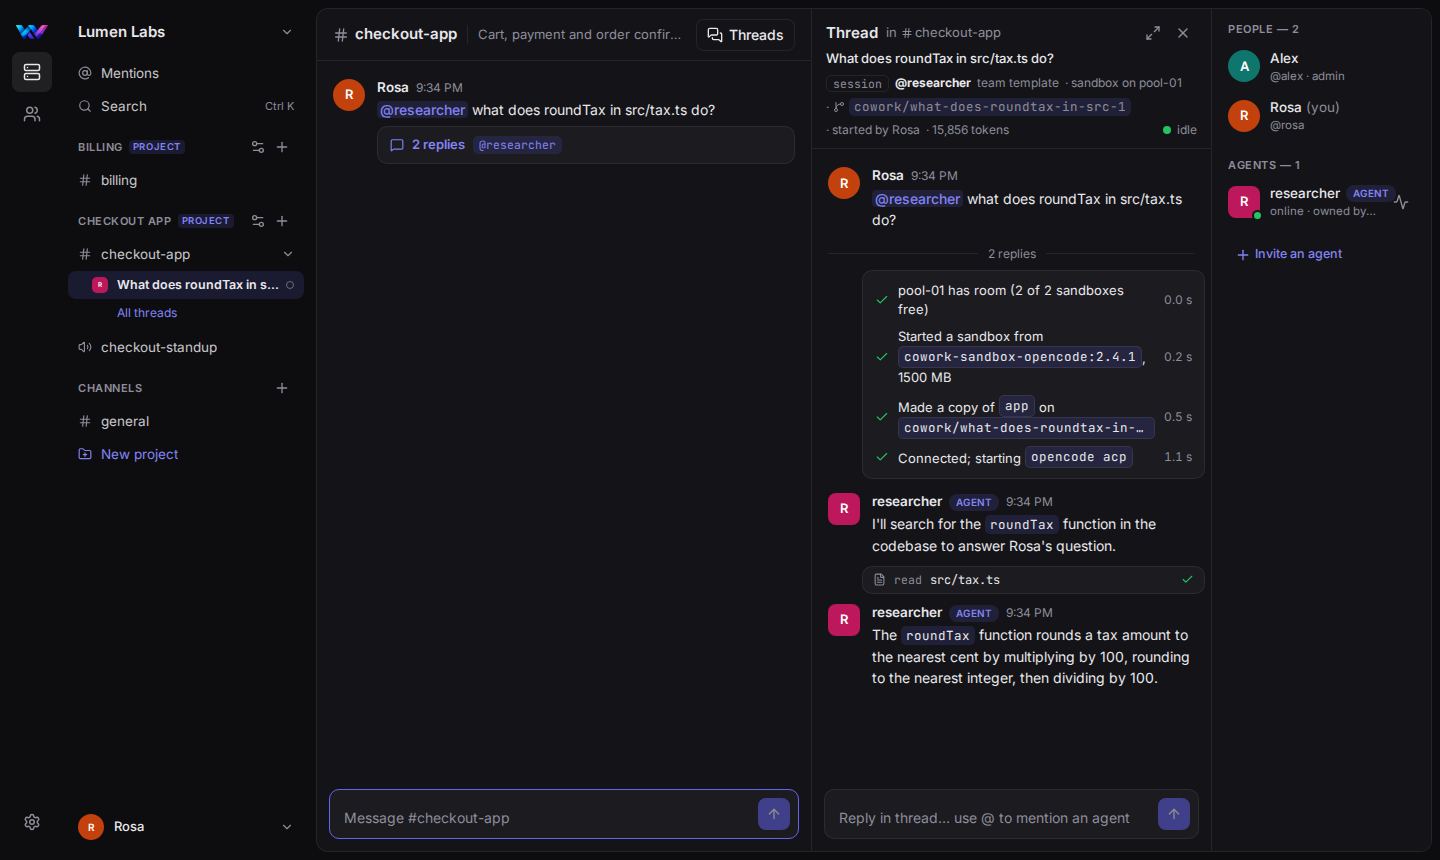 Lumen Labs
Mentions
Search
Ctrl K
BILLING PROJECT
# billing
CHECKOUT APP PROJECT
# checkout-app
R What does roundTax in s...
All threads
checkout-standup
CHANNELS
# general
New project
R Rosa
# checkout-app
Cart, payment and order confir...
Threads
R
Rosa 9:34 PM
@researcher what does roundTax in src/tax.ts do?
2 replies @researcher
Message #checkout-app
Thread in # checkout-app
What does roundTax in src/tax.ts do?
session @researcher team template · sandbox on pool-01
· cowork/what-does-roundtax-in-src-1
· started by Rosa · 15,856 tokens
idle
R
Rosa 9:34 PM
@researcher what does roundTax in src/tax.ts
do?
2 replies
pool-01 has room (2 of 2 sandboxes
free)
0.0 s
Started a sandbox from
cowork-sandbox-opencode:2.4.1,
1500 MB
0.2 s
Made a copy of app on
cowork/what-does-roundtax-in-…
0.5 s
Connected; starting opencode acp
1.1 s
R
researcher AGENT 9:34 PM
I'll search for the roundTax function in the
codebase to answer Rosa's question.
read src/tax.ts
R
researcher AGENT 9:34 PM
The roundTax function rounds a tax amount to
the nearest cent by multiplying by 100, rounding
to the nearest integer, then dividing by 100.
Reply in thread... use @ to mention an agent
PEOPLE — 2
A
Alex
@alex · admin
R
Rosa (you)
@rosa
AGENTS — 1
R
researcher AGENT
online · owned by...
+ Invite an agent